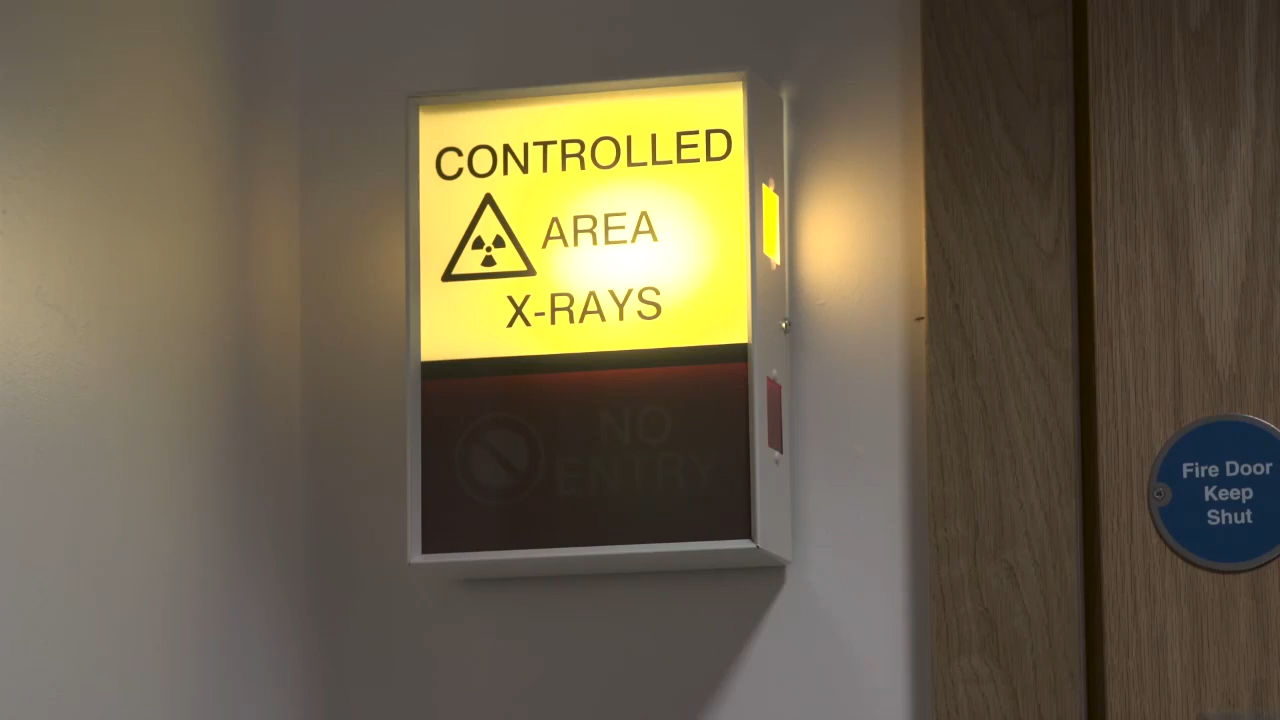 CONTROLLED
AREA
X-RAYS
NO
ENTRY
Fire Door
Keep
Shut